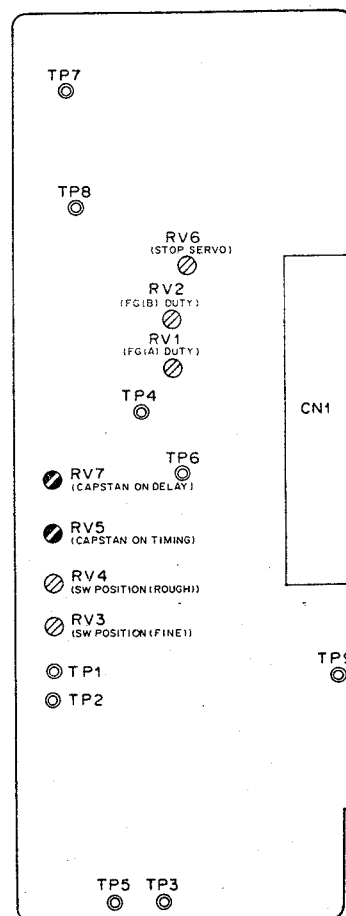 TP7
TP8
RV6
(STOP SERVO)
RV2
(FG(B) DUTY)
RV1
(FG(A) DUTY)
TP4
CN1
TP6
RV7
(CAPSTAN ON DELAY)
RV5
(CAPSTAN ON TIMING)
RV4
(SW POSITION(ROUGH))
RV3
(SW POSITION(FINE))
TP1
TP9
TP2
TP5 TP3